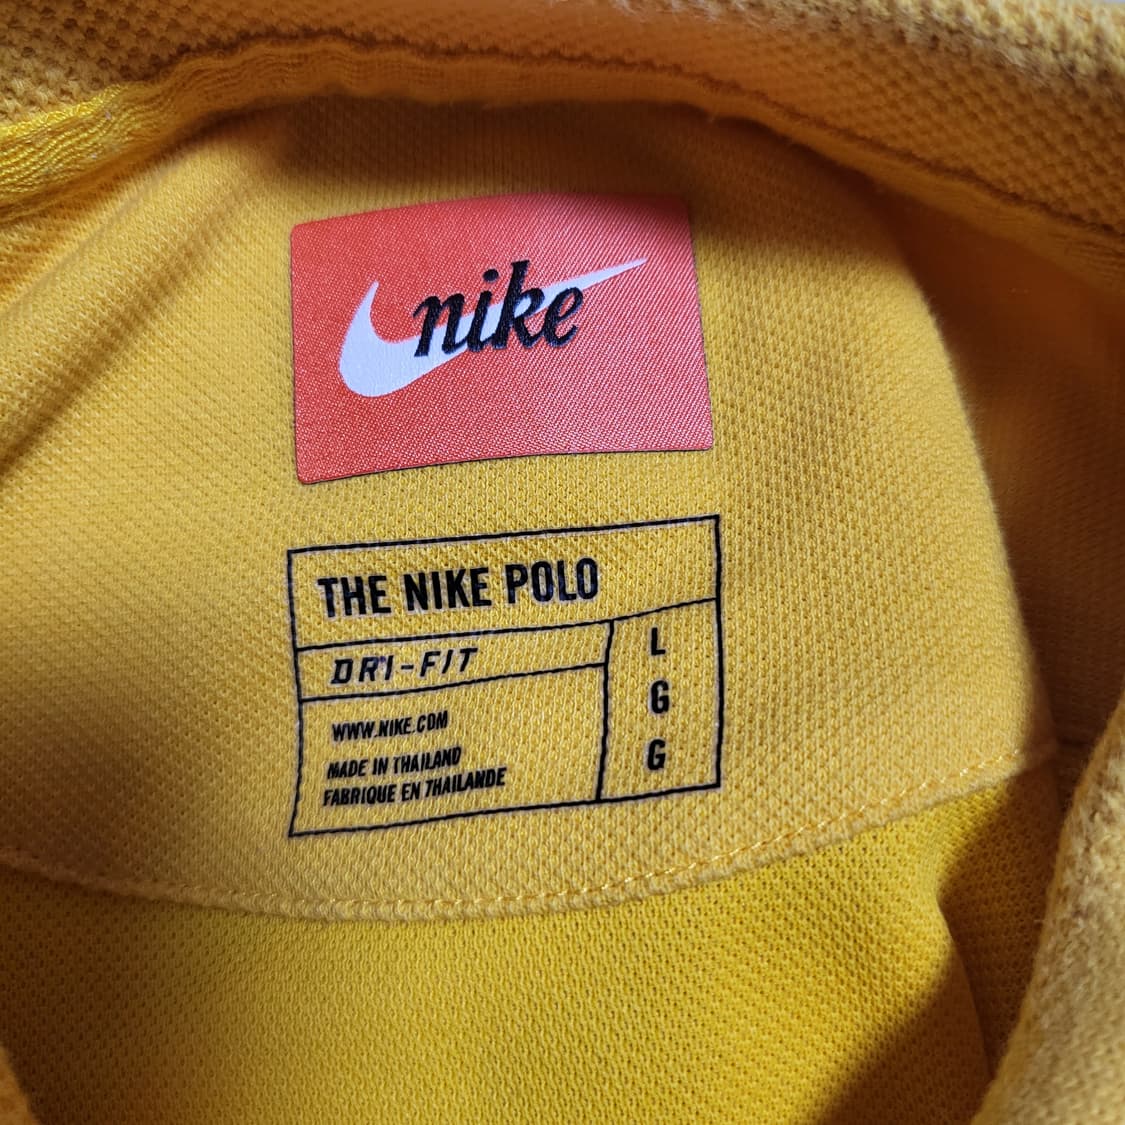 nike
THE NIKE POLO
DRI-FIT
L
G
G
WWW.NIKE.COM
MADE IN THAILAND
FABRIQUE EN THAILANDE